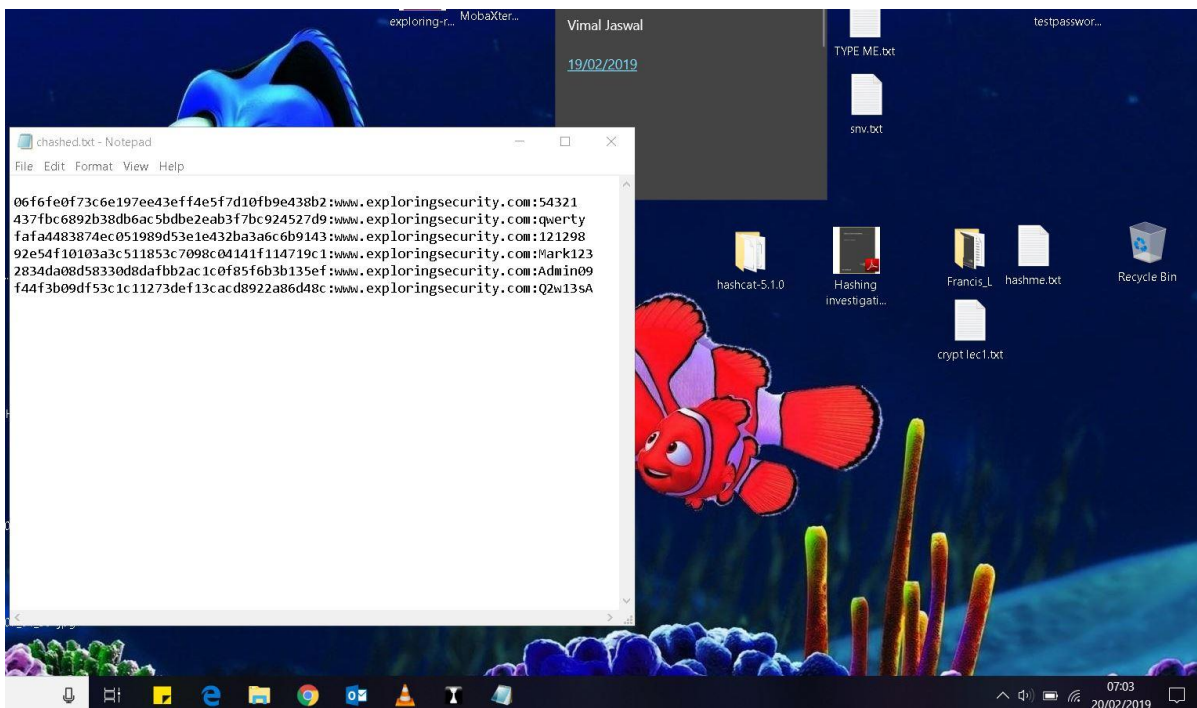 exploring-r...
MobaXter...
testpasswor...
Vimal Jaswal
19/02/2019
TYPE ME.txt
snv.txt
chashed.txt - Notepad
File Edit Format View Help
06f6fe0f73c6e197ee43eff4e5f7d10fb9e438b2:www.exploringsecurity.com:54321
437fbc6892b38db6ac5bdbe2eab3f7bc924527d9:www.exploringsecurity.com:qwerty
fafa4483874ec051989d53e1e432ba3a6c6b9143:www.exploringsecurity.com:121298
92e54f10103a3c511853c7098c04141f114719c1:www.exploringsecurity.com:Mark123
2834da08d58330d8dafbb2ac1c0f85f6b3b135ef:www.exploringsecurity.com:Admin09
f44f3b09df53c1c11273def13cacd8922a86d48c:www.exploringsecurity.com:Q2w13sA
hashcat-5.1.0
Hashing
investigati...
Francis_L
hashme.txt
Recycle Bin
crypt lec1.txt
07:03
20/02/2019